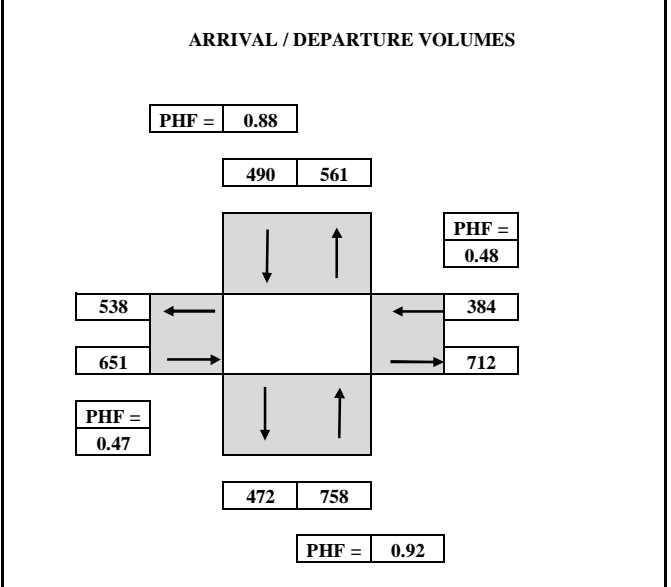 ARRIVAL / DEPARTURE VOLUMES
PHF = 0.88
490 561
PHF =
0.48
538 384
651 712
PHF =
0.47
472 758
PHF = 0.92